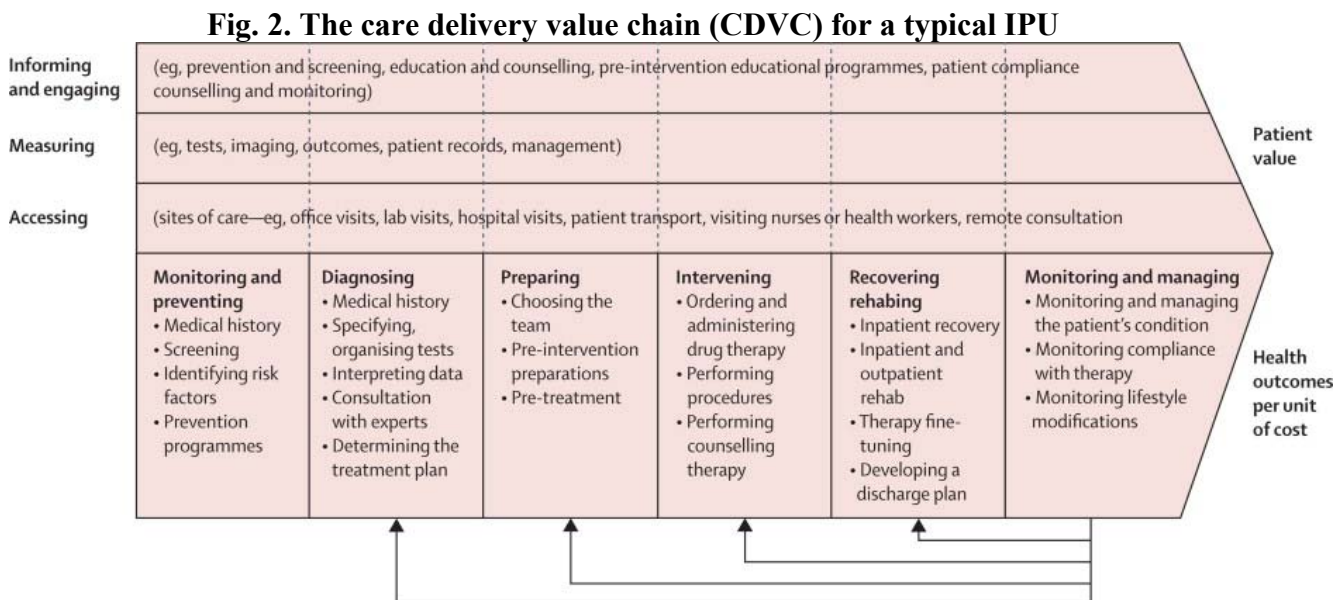 Fig. 2. The care delivery value chain (CDVC) for a typical IPU
Informing
and engaging
(eg, prevention and screening, education and counselling, pre-intervention educational programmes, patient compliance
counselling and monitoring)
Measuring
(eg, tests, imaging, outcomes, patient records, management)
Accessing
(sites of care—eg, office visits, lab visits, hospital visits, patient transport, visiting nurses or health workers, remote consultation
Patient
value
Monitoring and
preventing
• Medical history
• Screening
• Identifying risk
factors
• Prevention
programmes
Diagnosing
• Medical history
• Specifying,
organising tests
• Interpreting data
• Consultation
with experts
• Determining the
treatment plan
Preparing
• Choosing the
team
• Pre-intervention
preparations
• Pre-treatment
Intervening
• Ordering and
administering
drug therapy
• Performing
procedures
• Performing
counselling
therapy
Recovering
rehabing
• Inpatient recovery
• Inpatient and
outpatient
rehab
• Therapy fine-
tuning
• Developing a
discharge plan
Monitoring and managing
• Monitoring and managing
the patient's condition
• Monitoring compliance
with therapy
• Monitoring lifestyle
modifications
Health
outcomes
per unit
of cost